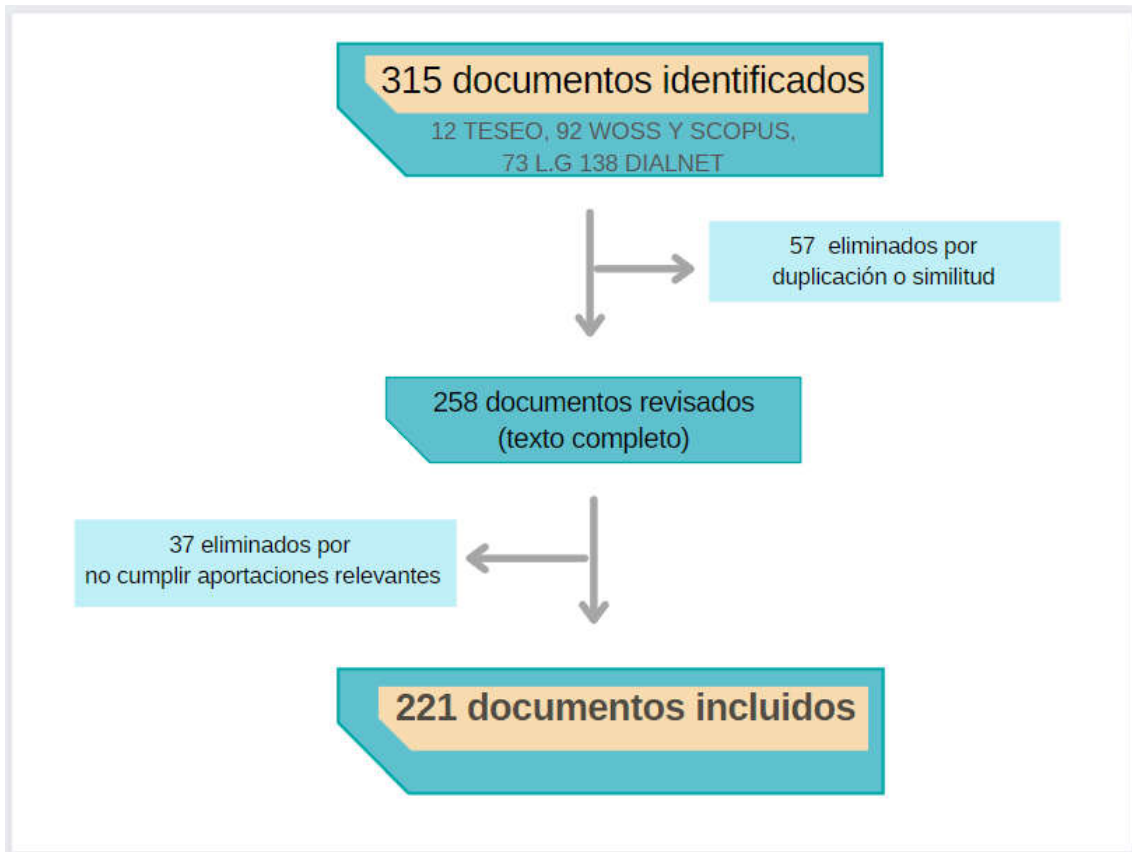 315 documentos identificados
12 TESEO, 92 WOSS Y SCOPUS,
73 L.G 138 DIALNET
57 eliminados por
duplicación o similitud
258 documentos revisados
(texto completo)
37 eliminados por
no cumplir aportaciones relevantes
221 documentos incluidos